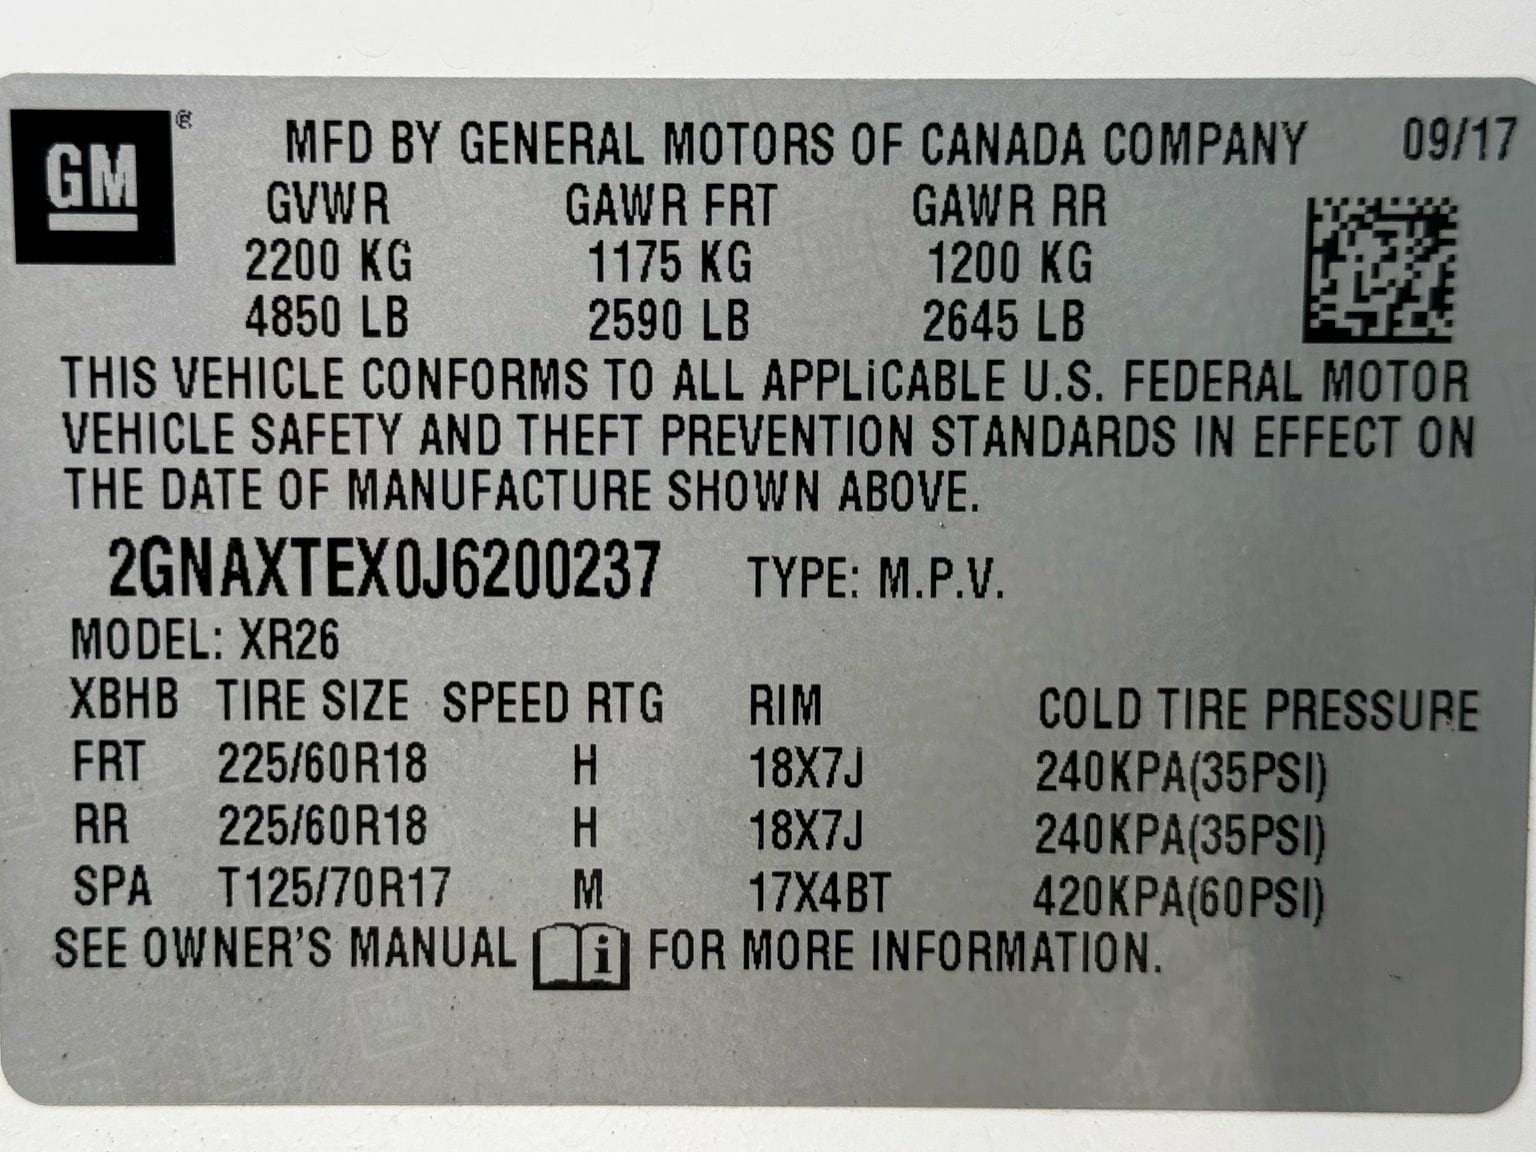 GM ® MFD BY GENERAL MOTORS OF CANADA COMPANY 09/17
GVWR GAWR FRT GAWR RR
2200 KG 1175 KG 1200 KG
4850 LB 2590 LB 2645 LB
THIS VEHICLE CONFORMS TO ALL APPLiCABLE U.S. FEDERAL MOTOR
VEHICLE SAFETY AND THEFT PREVENTION STANDARDS IN EFFECT ON
THE DATE OF MANUFACTURE SHOWN ABOVE.
2GNAXTEX0J6200237 TYPE: M.P.V.
MODEL: XR26
XBHB TIRE SIZE SPEED RTG RIM COLD TIRE PRESSURE
FRT 225/60R18 H 18X7J 240KPA(35PSI)
RR 225/60R18 H 18X7J 240KPA(35PSI)
SPA T125/70R17 M 17X4BT 420KPA(60PSI)
SEE OWNER'S MANUAL i FOR MORE INFORMATION.